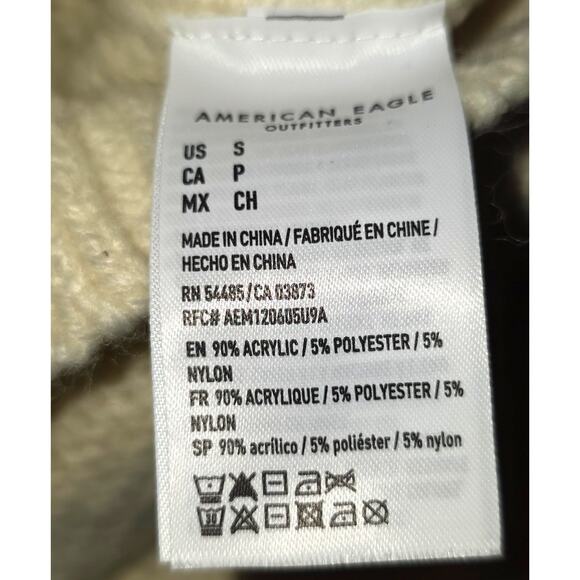 AMERICAN EAGLE
OUTFITTERS
US S
CA P
MX CH
MADE IN CHINA / FABRIQUÉ EN CHINE /
HECHO EN CHINA
RN 54485/CA 03873
RFC# AEM120605U9A
EN 90% ACRYLIC / 5% POLYESTER / 5%
NYLON
FR 90% ACRYLIQUE / 5% POLYESTER / 5%
NYLON
SP 90% acrílico / 5% poliéster / 5% nylon
30